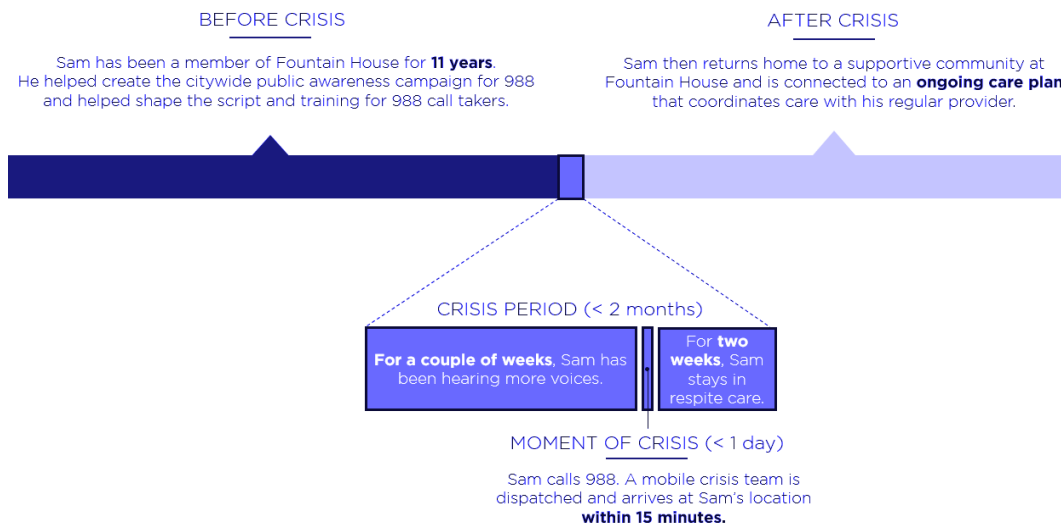 BEFORE CRISIS
Sam has been a member of Fountain House for 11 years.
He helped create the citywide public awareness campaign for 988
and helped shape the script and training for 988 call takers.
AFTER CRISIS
Sam then returns home to a supportive community at
Fountain House and is connected to an ongoing care plan
that coordinates care with his regular provider.
CRISIS PERIOD (< 2 months)
For a couple of weeks, Sam has
been hearing more voices.
For two
weeks, Sam
stays in
respite care.
MOMENT OF CRISIS (< 1 day)
Sam calls 988. A mobile crisis team is
dispatched and arrives at Sam's location
within 15 minutes.